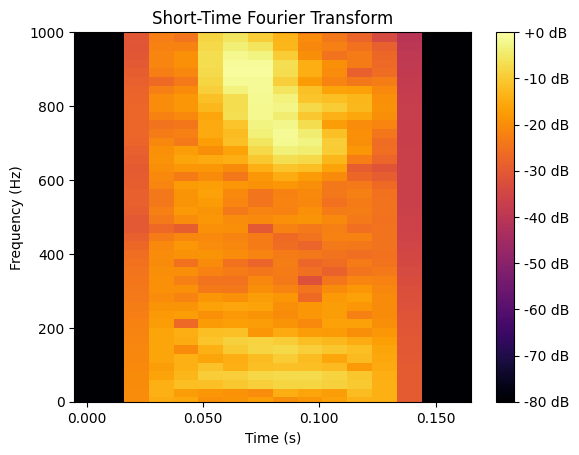 Short-Time Fourier Transform
1000
800
600
400
200
0
Frequency (Hz)
0.000
0.050
0.100
0.150
Time (s)
+0 dB
-10 dB
-20 dB
-30 dB
-40 dB
-50 dB
-60 dB
-70 dB
-80 dB